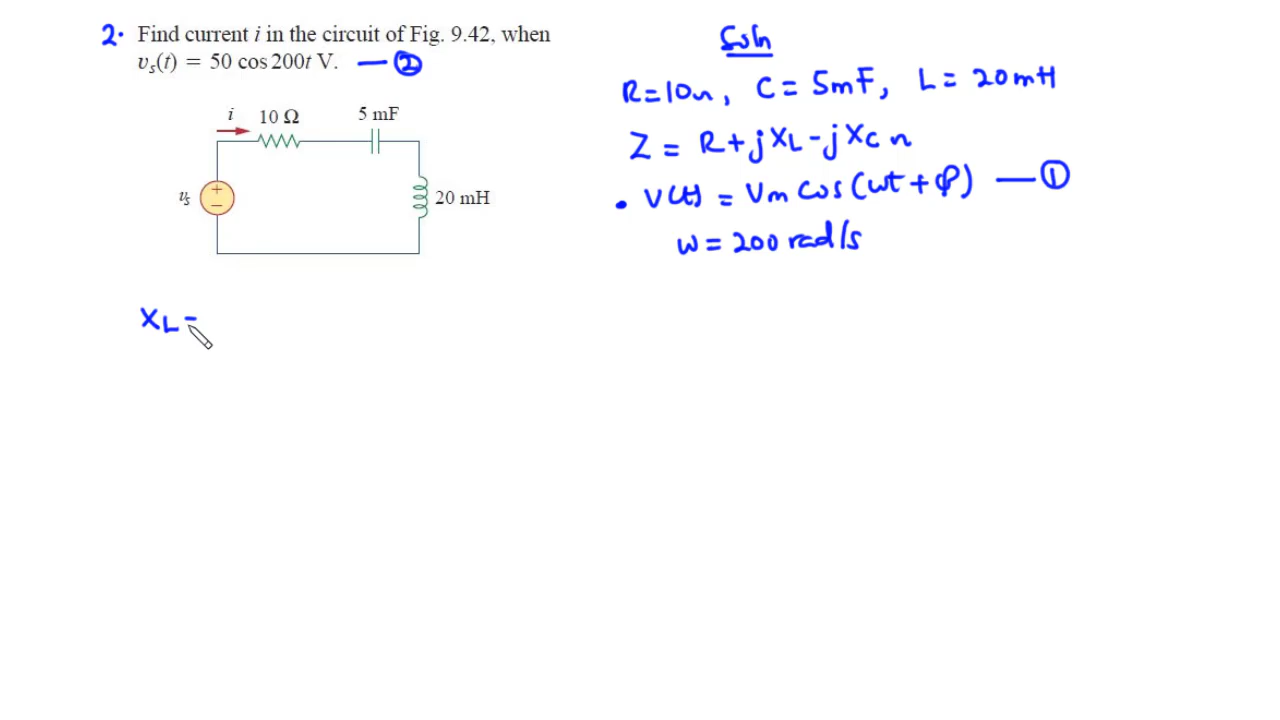 2. Find current i in the circuit of Fig. 9.42, when
vs(t) = 50 cos 200t V. — ②
i 10 Ω 5 mF
vs + − 20 mH
Soln
R=10Ω, C = 5mF, L = 20mH
Z = R+jXL-jXC Ω
• V(t) = Vm Cos(ωt + φ) — ①
ω = 200 rad/s
XL =